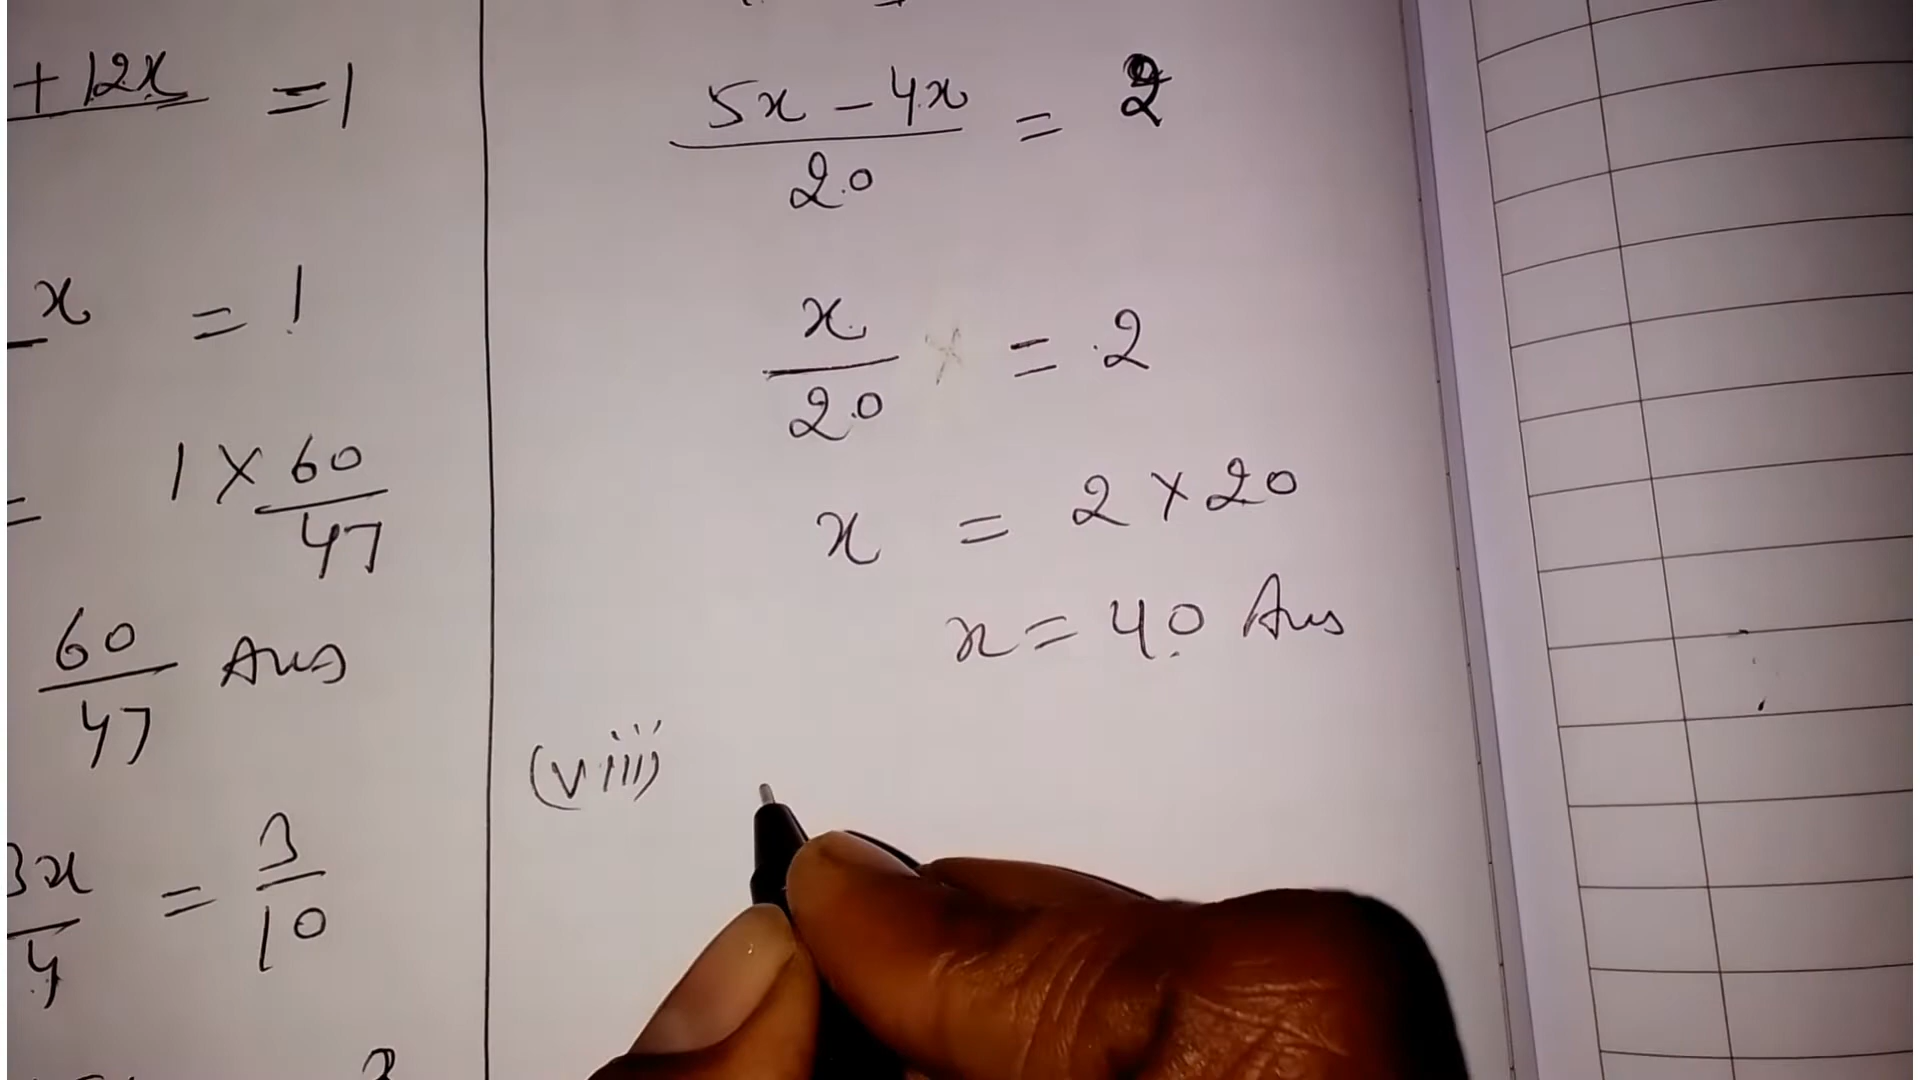 + 12x = 1
x = 1
= 1 × 60/47
60/47 Ans
3x/4 = 3/10
5x - 4x / 20 = 2
x/20 × = 2
x = 2 × 20
x = 40 Ans
(viii)